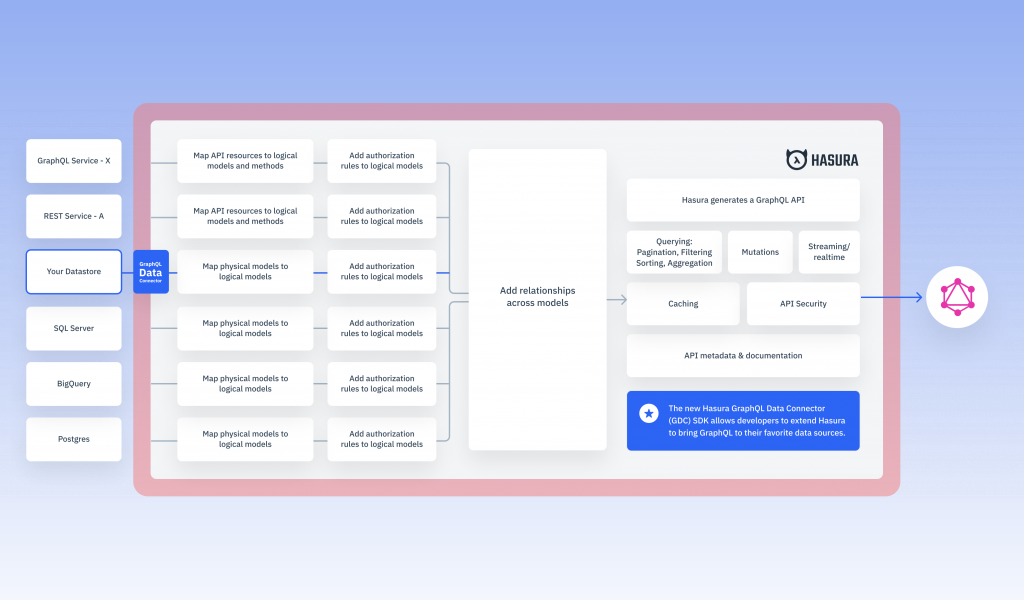 GraphQL Service - X
REST Service - A
Your Datastore
SQL Server
BigQuery
Postgres
GraphQL
Data
Connector
Map API resources to logical
models and methods
Add authorization
rules to logical models
Map API resources to logical
models and methods
Add authorization
rules to logical models
Map physical models to
logical models
Add authorization
rules to logical models
Map physical models to
logical models
Add authorization
rules to logical models
Map physical models to
logical models
Add authorization
rules to logical models
Map physical models to
logical models
Add authorization
rules to logical models
Add relationships
across models
HASURA
Hasura generates a GraphQL API
Querying:
Pagination, Filtering
Sorting, Aggregation
Mutations
Streaming/
realtime
Caching
API Security
API metadata & documentation
The new Hasura GraphQL Data Connector
(GDC) SDK allows developers to extend Hasura
to bring GraphQL to their favorite data sources.